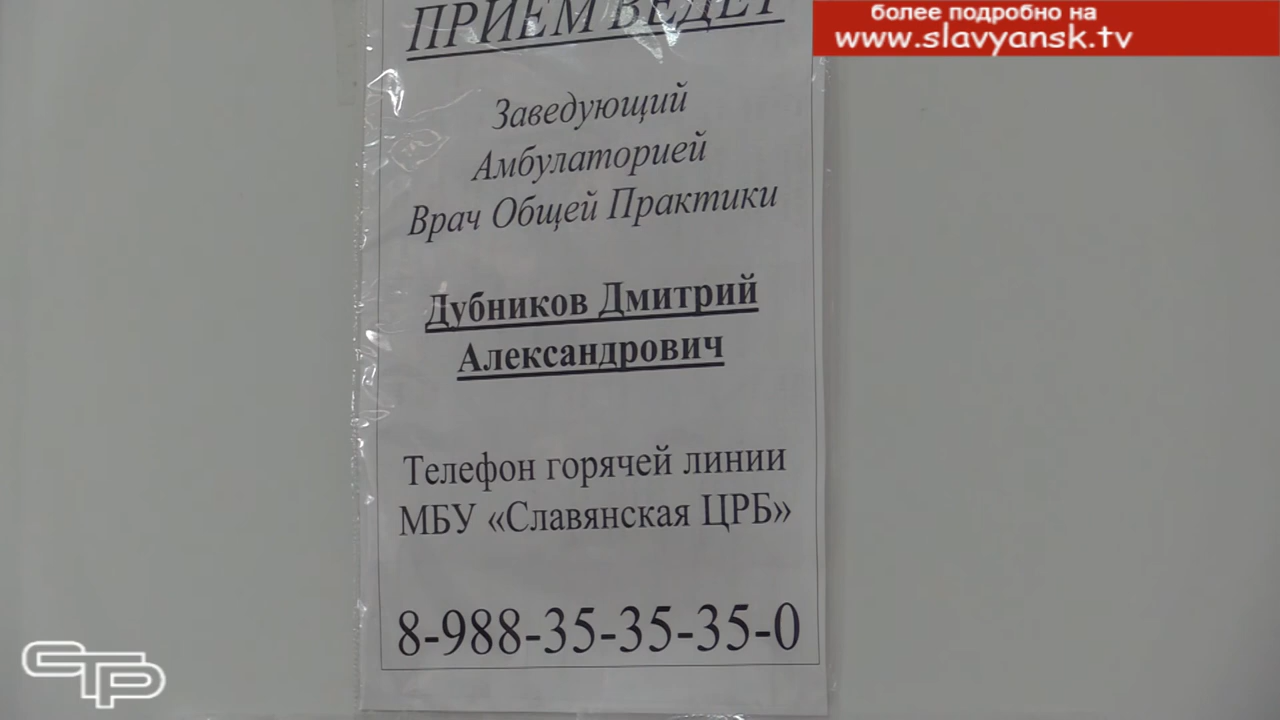 более подробно на
www.slavyansk.tv
ПРИЕМ ВЕДЕТ
Заведующий
Амбулаторией
Врач Общей Практики
Дубников Дмитрий
Александрович
Телефон горячей линии
МБУ «Славянская ЦРБ»
8-988-35-35-35-0
СТР